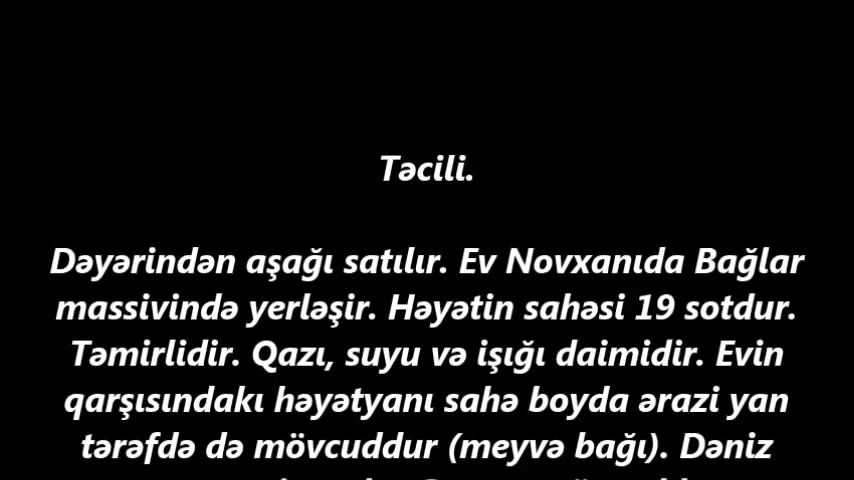 Təcili.
Dəyərindən aşağı satılır. Ev Novxanıda Bağlar
massivində yerləşir. Həyətin sahəsi 19 sotdur.
Təmirlidir. Qazı, suyu və işığı daimidir. Evin
qarşısındakı həyətyanı sahə boyda ərazi yan
tərəfdə də mövcuddur (meyvə bağı). Dəniz